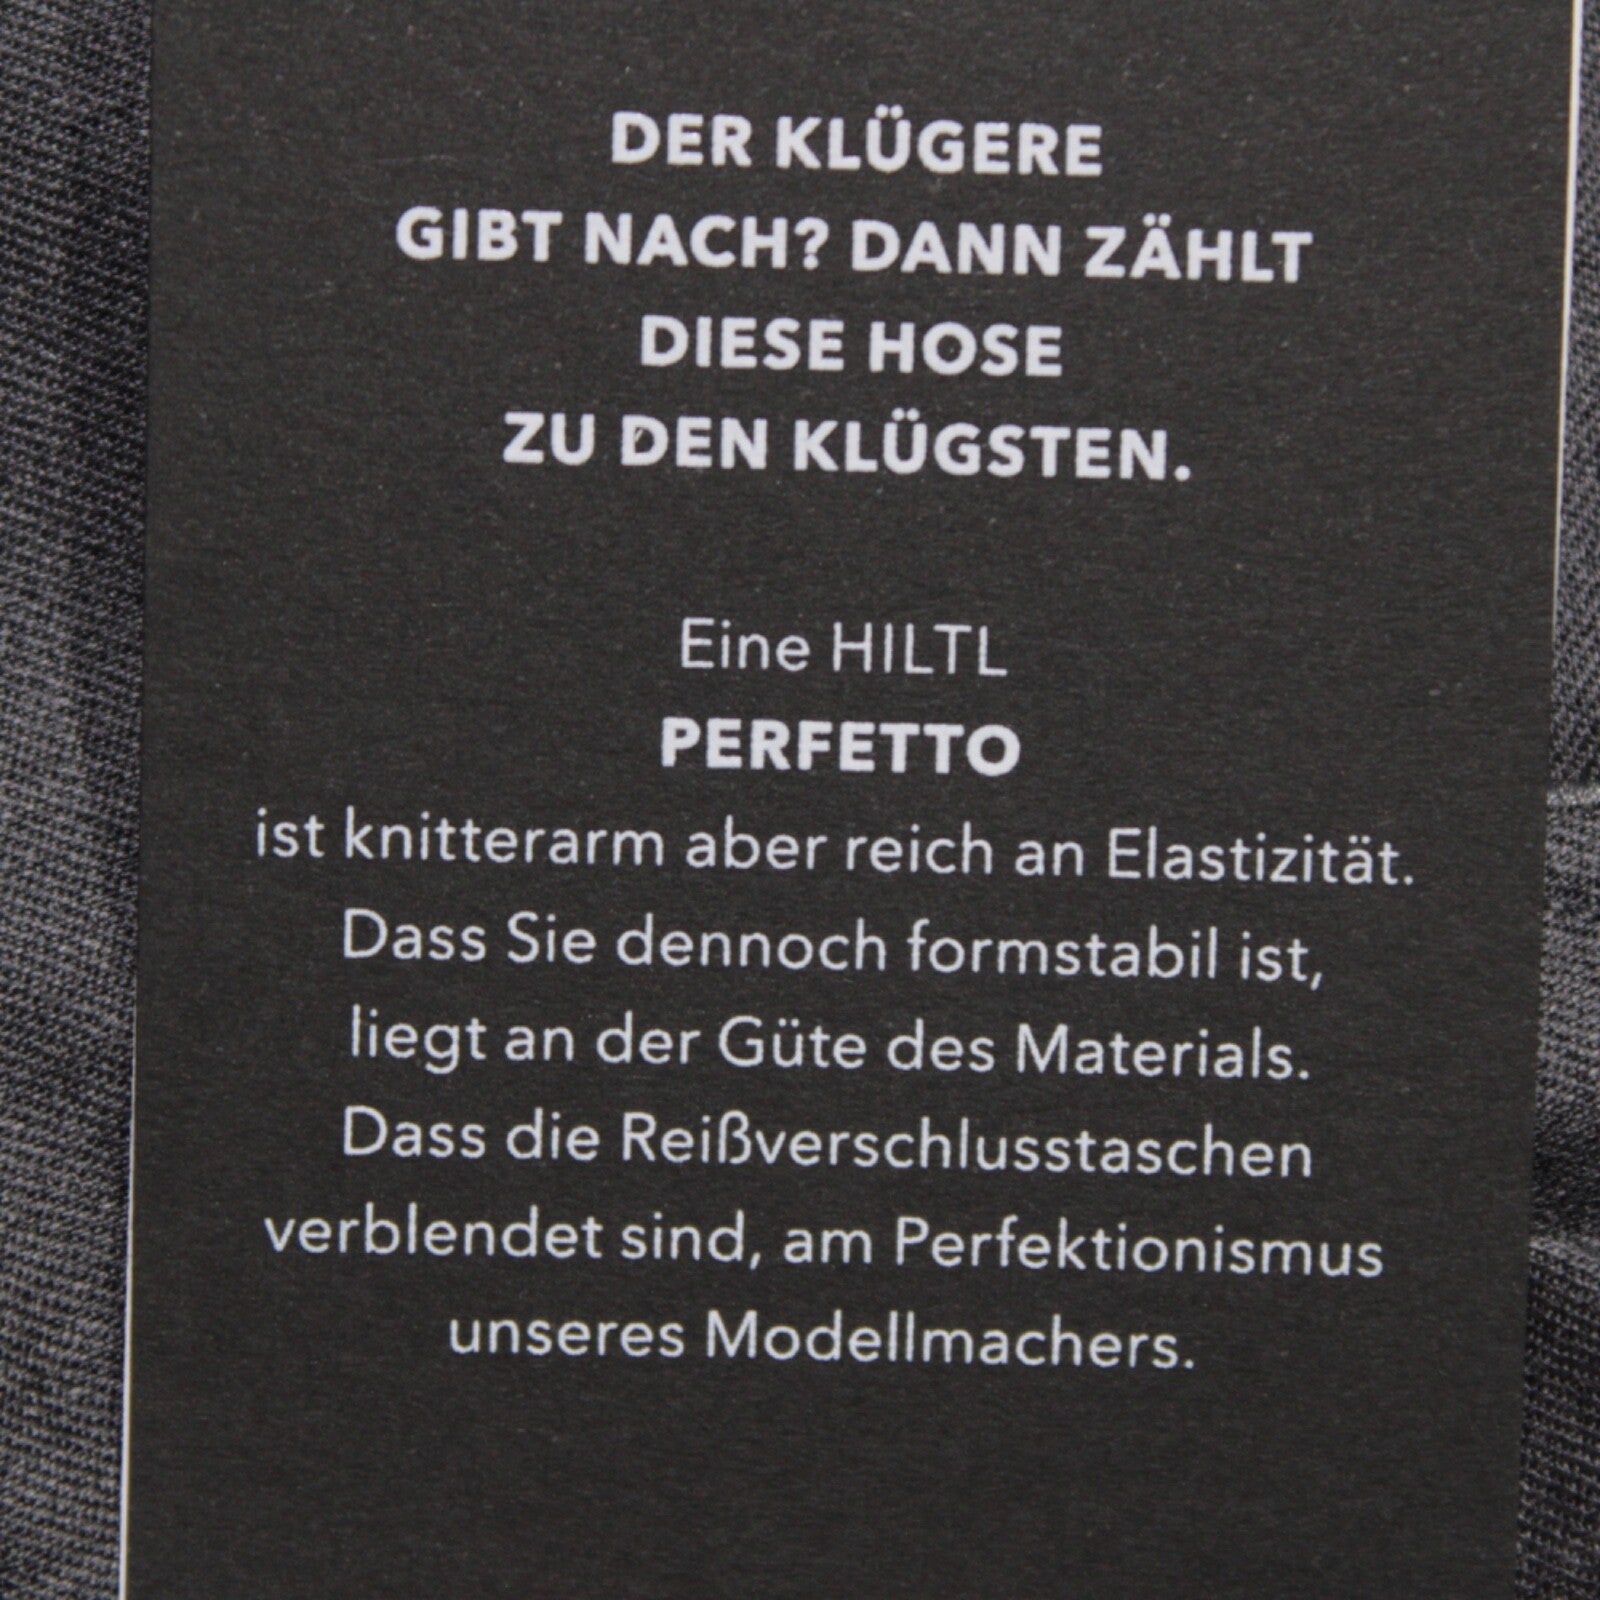 DER KLÜGERE
GIBT NACH? DANN ZÄHLT
DIESE HOSE
ZU DEN KLÜGSTEN.
Eine HILTL
PERFETTO
ist knitterarm aber reich an Elastizität.
Dass Sie dennoch formstabil ist,
liegt an der Güte des Materials.
Dass die Reißverschlusstaschen
verblendet sind, am Perfektionismus
unseres Modellmachers.